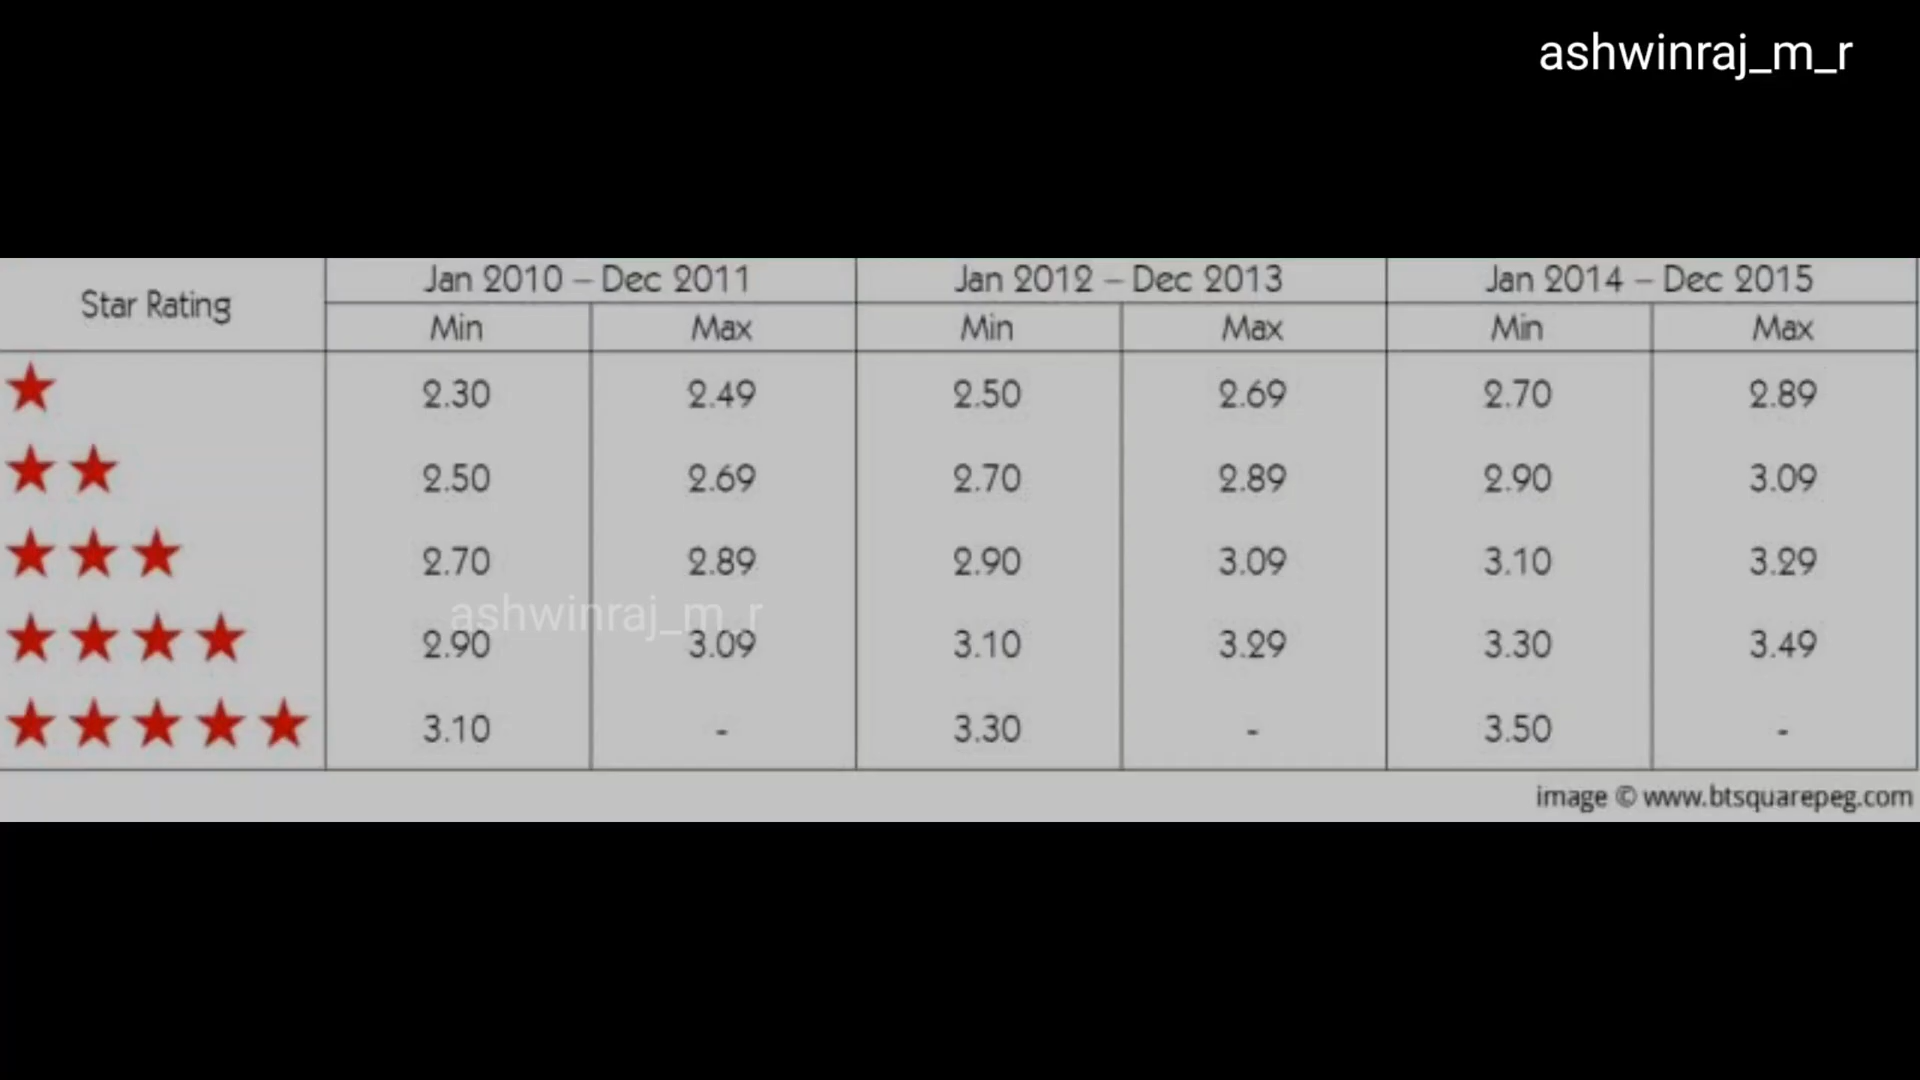 ashwinraj_m_r
Star Rating Jan 2010 – Dec 2011 Jan 2012 – Dec 2013 Jan 2014 – Dec 2015
Min Max Min Max Min Max
2.30 2.49 2.50 2.69 2.70 2.89
2.50 2.69 2.70 2.89 2.90 3.09
2.70 2.89 2.90 3.09 3.10 3.29
ashwinraj_m_r
2.90 3.09 3.10 3.29 3.30 3.49
3.10 - 3.30 - 3.50 -
image © www.btsquarepeg.com